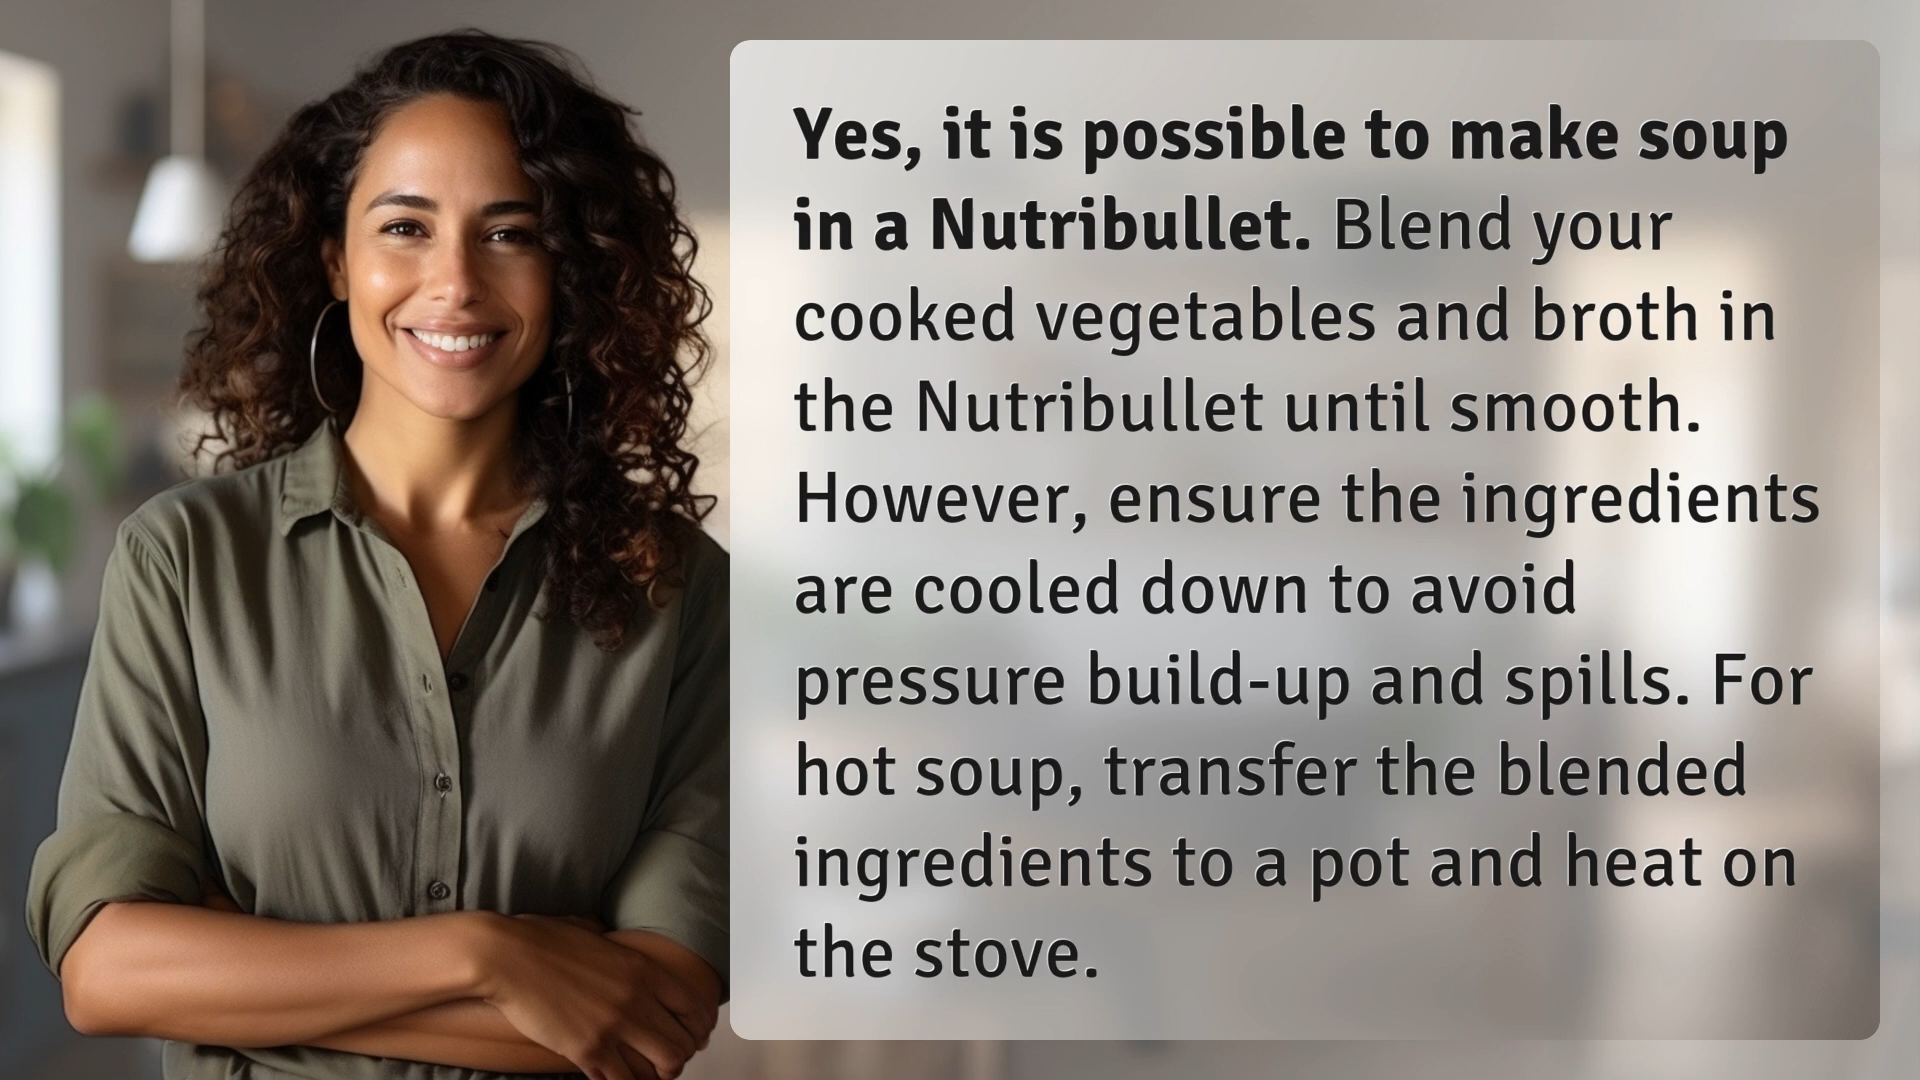 Yes, it is possible to make soup
in a Nutribullet. Blend your
cooked vegetables and broth in
the Nutribullet until smooth.
However, ensure the ingredients
are cooled down to avoid
pressure build-up and spills. For
hot soup, transfer the blended
ingredients to a pot and heat on
the stove.